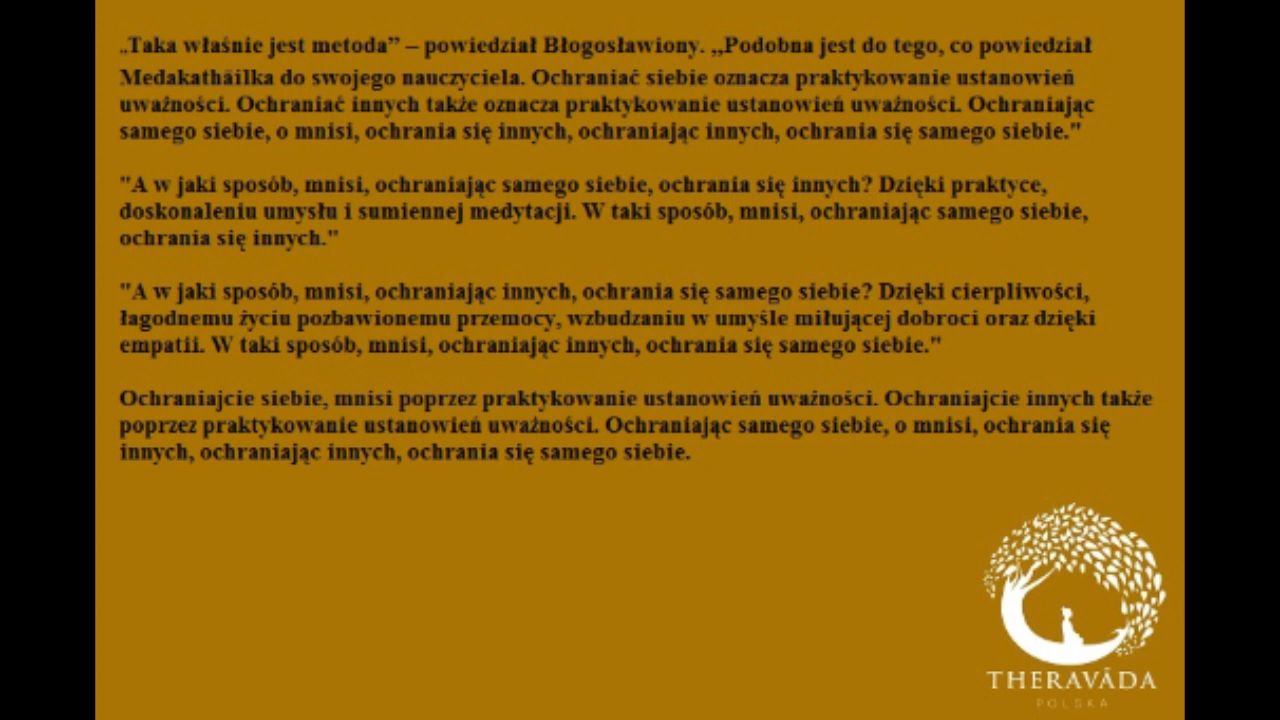 „Taka właśnie jest metoda” – powiedział Błogosławiony. „Podobna jest do tego, co powiedział
Medakathāilka do swojego nauczyciela. Ochraniać siebie oznacza praktykowanie ustanowień
uważności. Ochraniać innych także oznacza praktykowanie ustanowień uważności. Ochraniając
samego siebie, o mnisi, ochrania się innych, ochraniając innych, ochrania się samego siebie."
"A w jaki sposób, mnisi, ochraniając samego siebie, ochrania się innych? Dzięki praktyce,
doskonaleniu umysłu i sumiennej medytacji. W taki sposób, mnisi, ochraniając samego siebie,
ochrania się innych."
"A w jaki sposób, mnisi, ochraniając innych, ochrania się samego siebie? Dzięki cierpliwości,
łagodnemu życiu pozbawionemu przemocy, wzbudzaniu w umyśle miłującej dobroci oraz dzięki
empatii. W taki sposób, mnisi, ochraniając innych, ochrania się samego siebie."
Ochraniajcie siebie, mnisi poprzez praktykowanie ustanowień uważności. Ochraniajcie innych także
poprzez praktykowanie ustanowień uważności. Ochraniając samego siebie, o mnisi, ochrania się
innych, ochraniając innych, ochrania się samego siebie.
THERAVĀDA
POLSKA